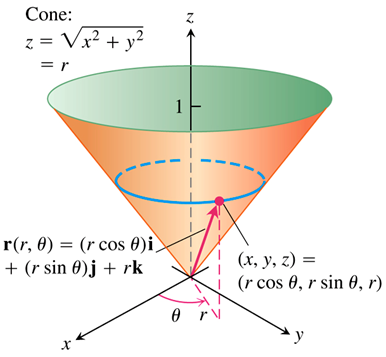 Cone:
z = √x² + y²
= r
z
1
r(r, θ) = (r cos θ)i
+ (r sin θ)j + rk
(x, y, z) =
(r cos θ, r sin θ, r)
θ r
x
y